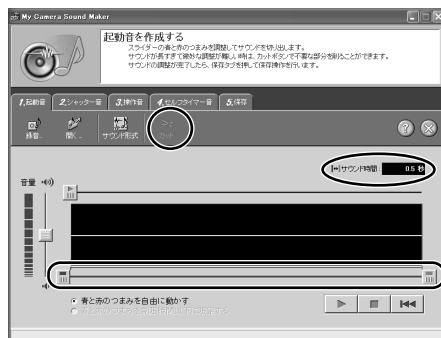 My Camera Sound Maker
起動音を作成する
スライダーの青と赤のつまみを調整してサウンドを切り出します。
サウンドが長すぎて微妙な調整が難しい時は、カットボタンで不要な部分を削ることができます。
サウンドの調整が完了したら、保存タブを押して保存操作を行います。
1.起動音 2.シャッター音 3.操作音 4.セルフタイマー音 5.保存
録音... 開く... サウンド形式 カット
サウンド時間: 0.5 秒
音量
青と赤のつまみを自由に動かす